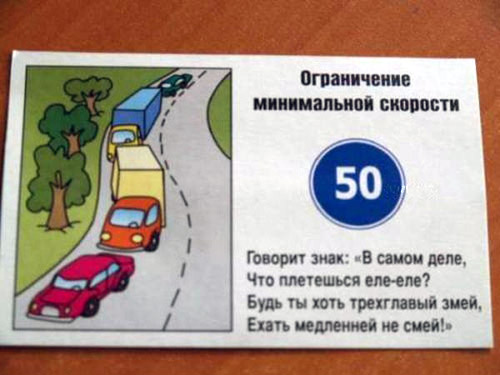 Ограничение
минимальной скорости
50
Говорит знак: «В самом деле,
Что плетешься еле-еле?
Будь ты хоть трехглавый змей,
Ехать медленней не смей!»